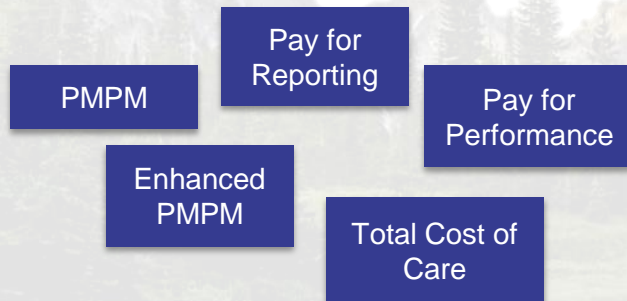 Pay for
Reporting
PMPM
Pay for
Performance
Enhanced
PMPM
Total Cost of
Care